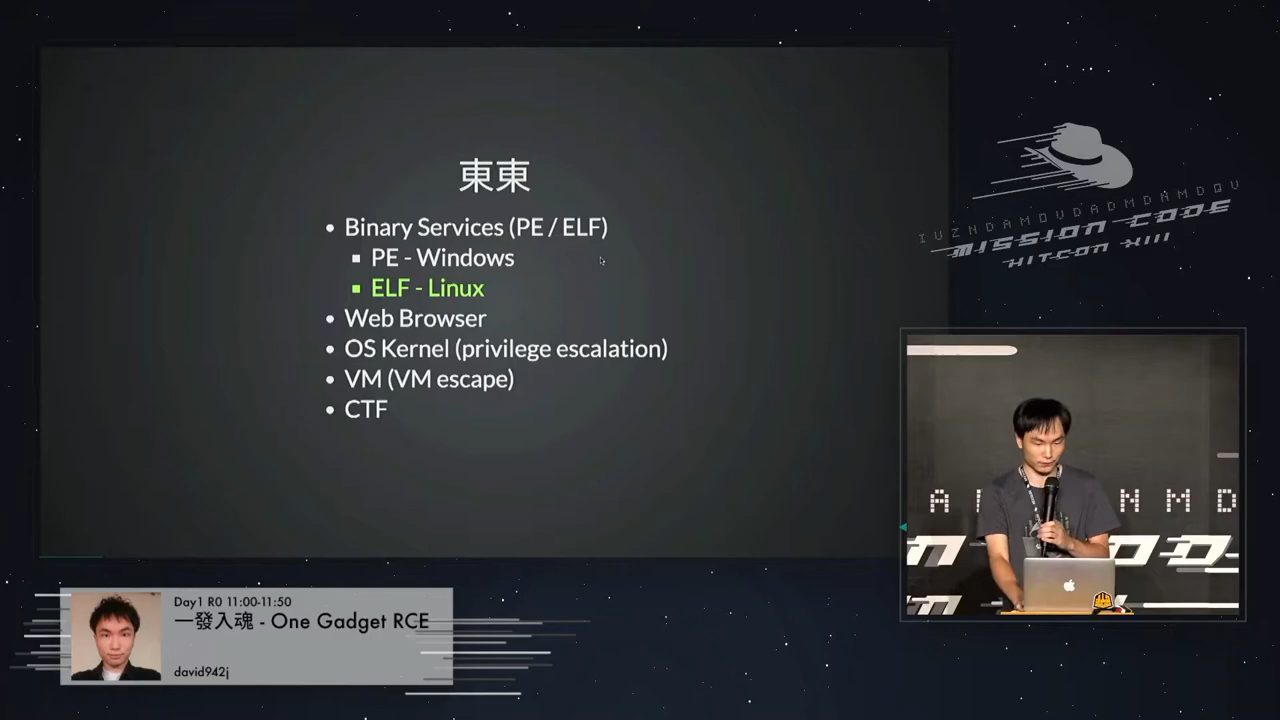 東東
Binary Services (PE / ELF)
PE - Windows
ELF - Linux
Web Browser
OS Kernel (privilege escalation)
VM (VM escape)
CTF
MISSION CODE
HITCON XIII
N M D
Day1 R0 11:00-11:50
一發入魂 - One Gadget RCE
david942j